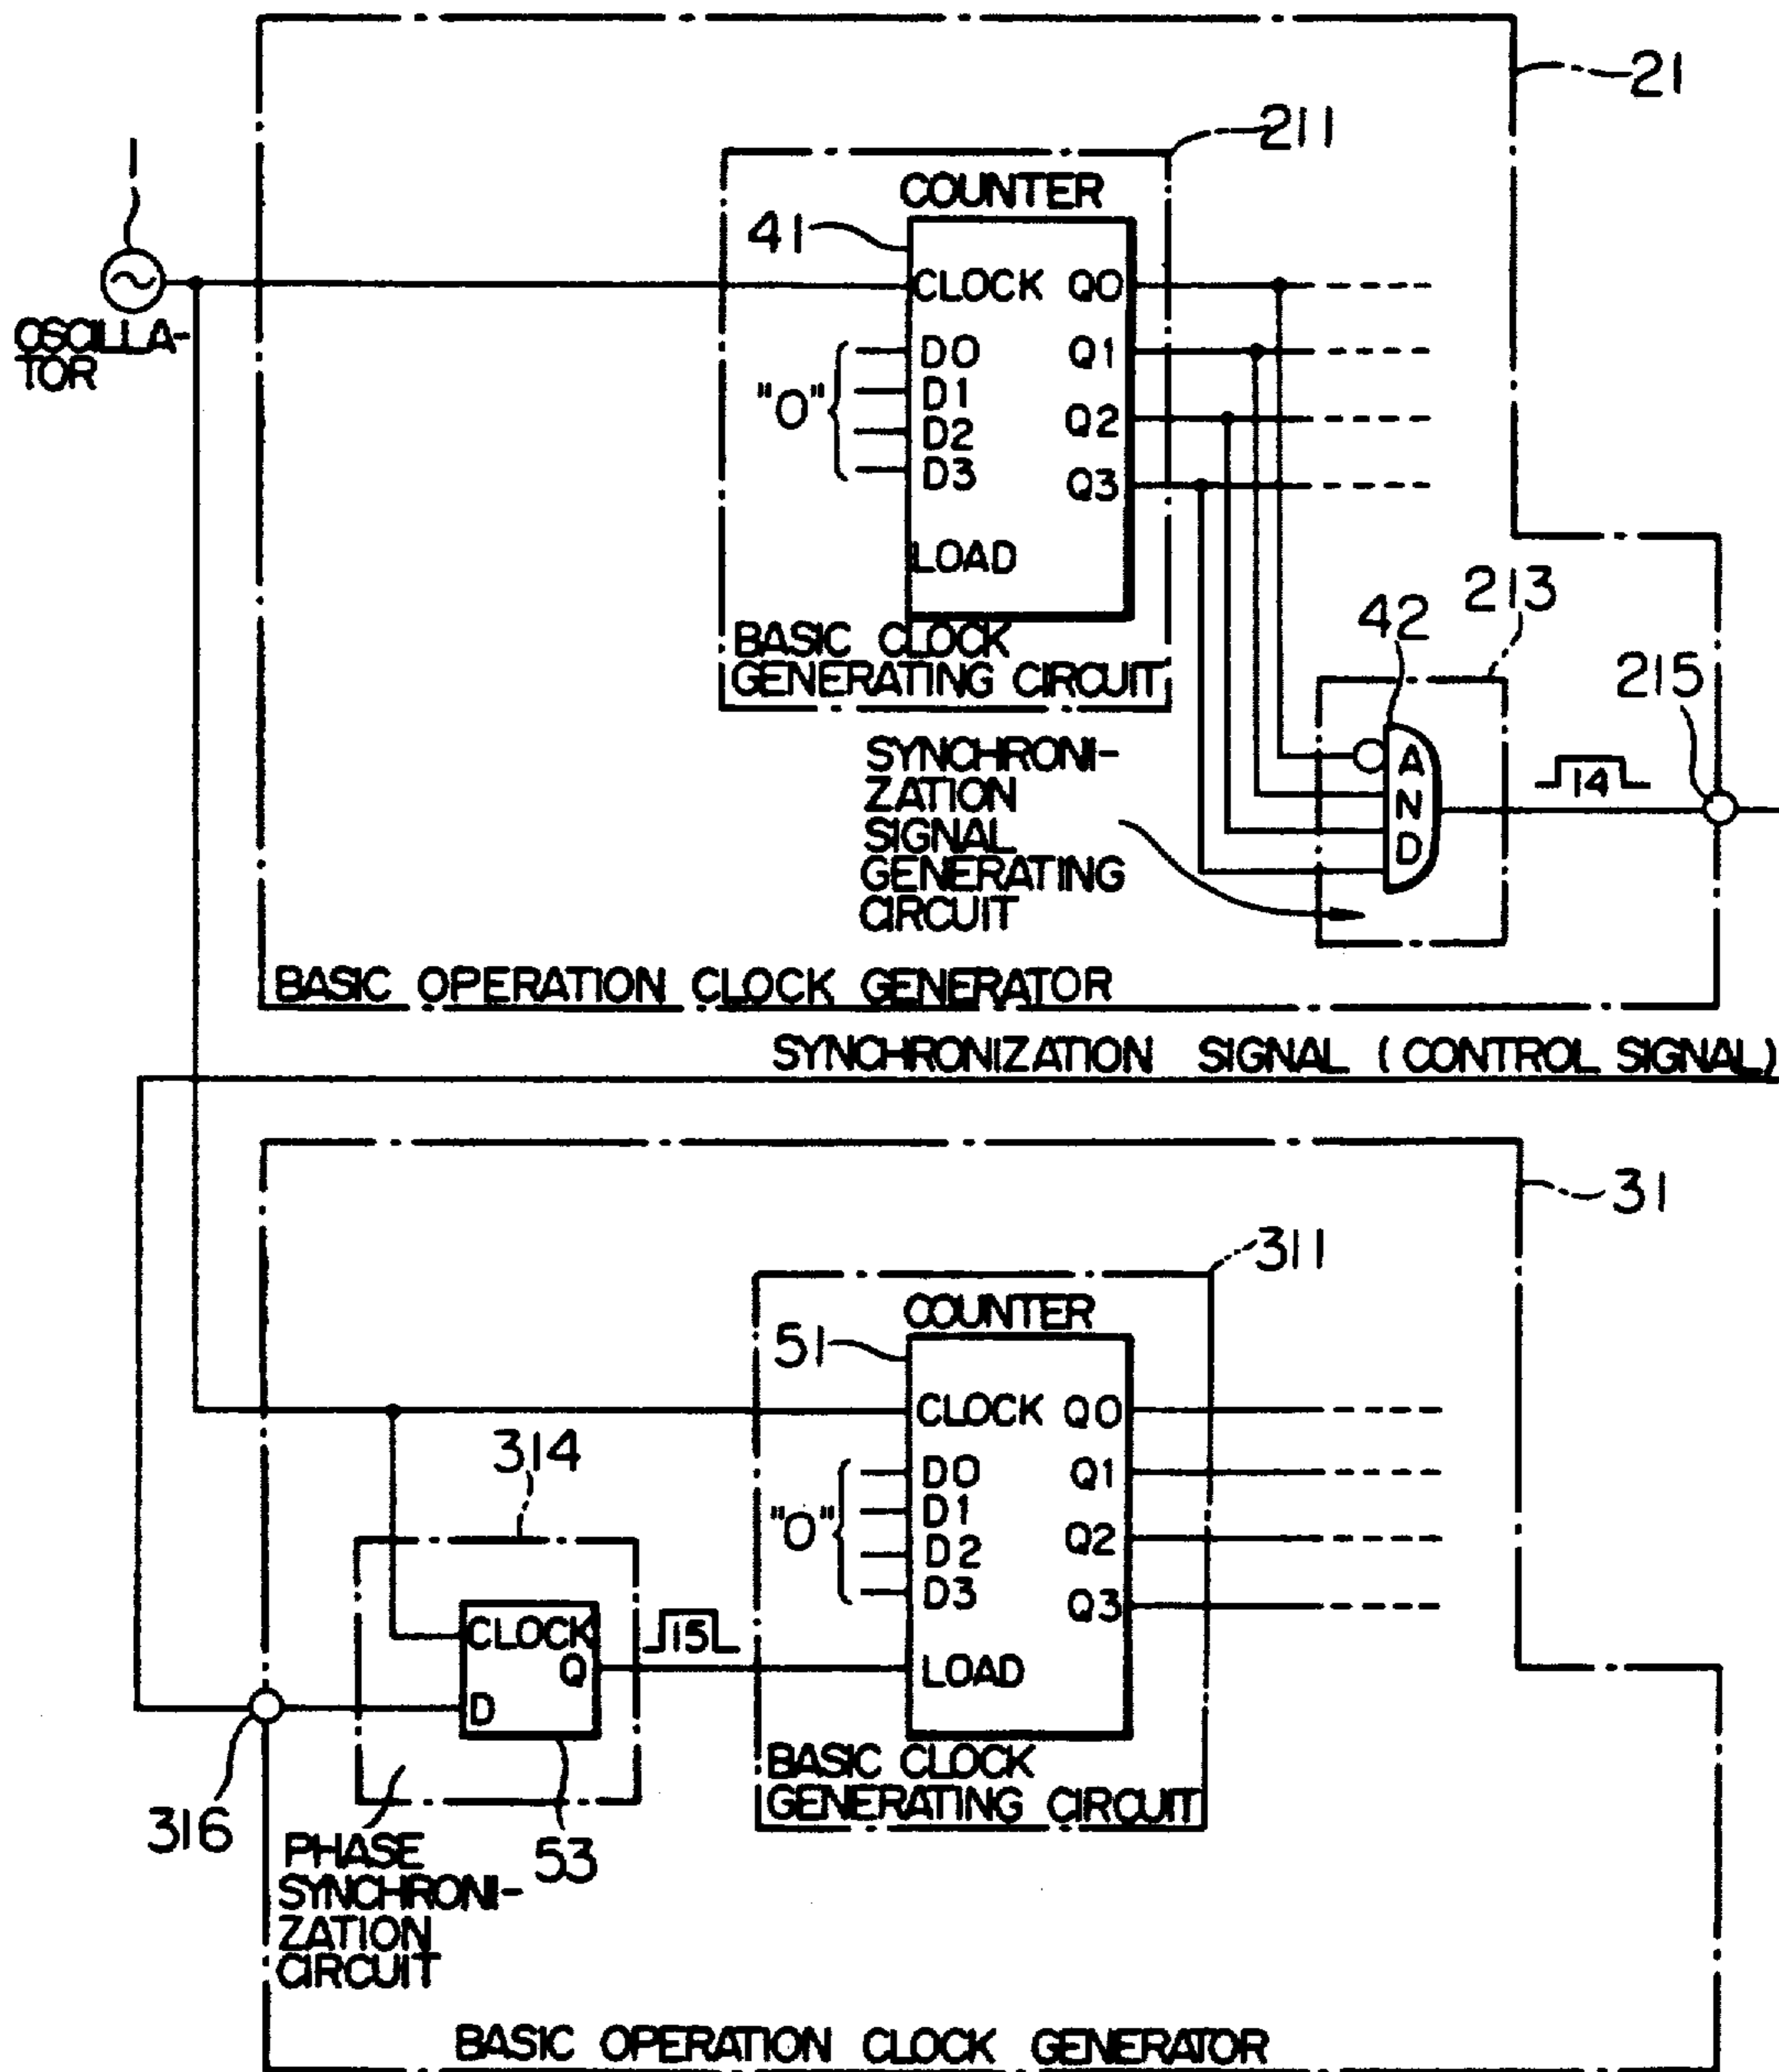 21
211
1
COUNTER
41
CLOCK Q0
OSCILLA-
TOR
D0 Q1
"0"
D1
D2 Q2
D3 Q3
LOAD
213
42
BASIC CLOCK
GENERATING CIRCUIT
215
SYNCHRONI-
ZATION
SIGNAL
GENERATING
CIRCUIT
AND
14
BASIC OPERATION CLOCK GENERATOR
SYNCHRONIZATION SIGNAL (CONTROL SIGNAL)
31
311
COUNTER
51
CLOCK Q0
314
D0 Q1
"0"
D1
D2 Q2
D3 Q3
CLOCK
Q
D
15
LOAD
BASIC CLOCK
GENERATING CIRCUIT
316
53
PHASE
SYNCHRONI-
ZATION
CIRCUIT
BASIC OPERATION CLOCK GENERATOR